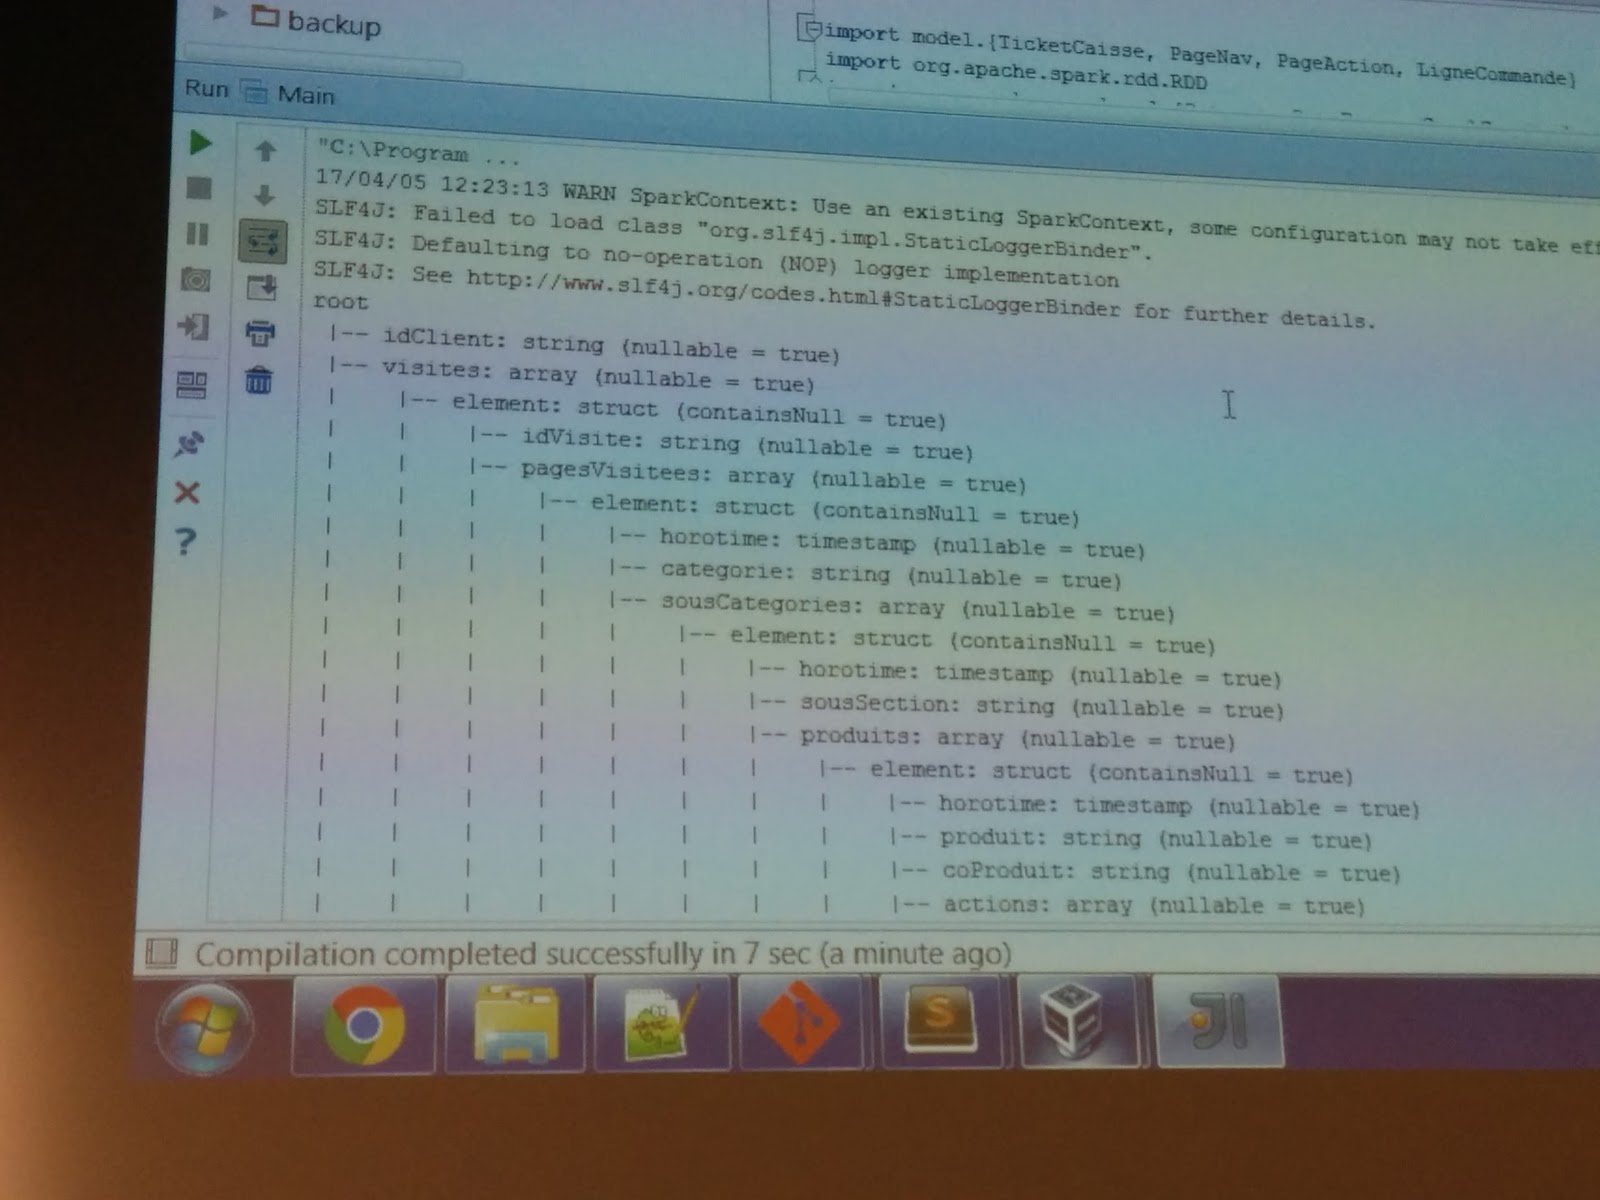 backup
import model.{TicketCaisse, PageNav, PageAction, LigneCommande}
import org.apache.spark.rdd.RDD
Run Main
"C:\Program ...
17/04/05 12:23:13 WARN SparkContext: Use an existing SparkContext, some configuration may not take eff
SLF4J: Failed to load class "org.slf4j.impl.StaticLoggerBinder".
SLF4J: Defaulting to no-operation (NOP) logger implementation
SLF4J: See http://www.slf4j.org/codes.html#StaticLoggerBinder for further details.
root
|-- idClient: string (nullable = true)
|-- visites: array (nullable = true)
| |-- element: struct (containsNull = true)
| | |-- idVisite: string (nullable = true)
| | |-- pagesVisitees: array (nullable = true)
| | | |-- element: struct (containsNull = true)
| | | | |-- horotime: timestamp (nullable = true)
| | | | |-- categorie: string (nullable = true)
| | | | |-- sousCategories: array (nullable = true)
| | | | | |-- element: struct (containsNull = true)
| | | | | | |-- horotime: timestamp (nullable = true)
| | | | | | |-- sousSection: string (nullable = true)
| | | | | | |-- produits: array (nullable = true)
| | | | | | | |-- element: struct (containsNull = true)
| | | | | | | | |-- horotime: timestamp (nullable = true)
| | | | | | | | |-- produit: string (nullable = true)
| | | | | | | | |-- coProduit: string (nullable = true)
| | | | | | | | |-- actions: array (nullable = true)
Compilation completed successfully in 7 sec (a minute ago)